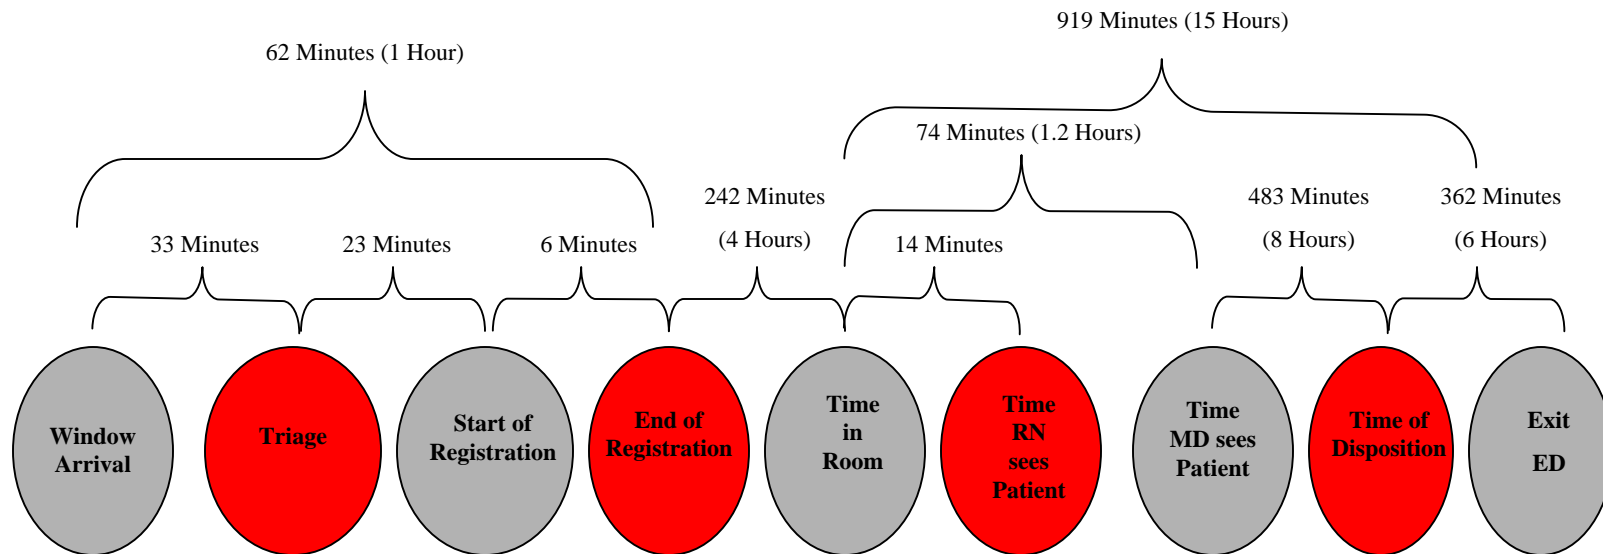 919 Minutes (15 Hours)
62 Minutes (1 Hour)
74 Minutes (1.2 Hours)
242 Minutes
(4 Hours)
483 Minutes
(8 Hours)
362 Minutes
(6 Hours)
33 Minutes
23 Minutes
6 Minutes
14 Minutes
Window
Arrival
Triage
Start of
Registration
End of
Registration
Time
in
Room
Time
RN
sees
Patient
Time
MD sees
Patient
Time of
Disposition
Exit
ED